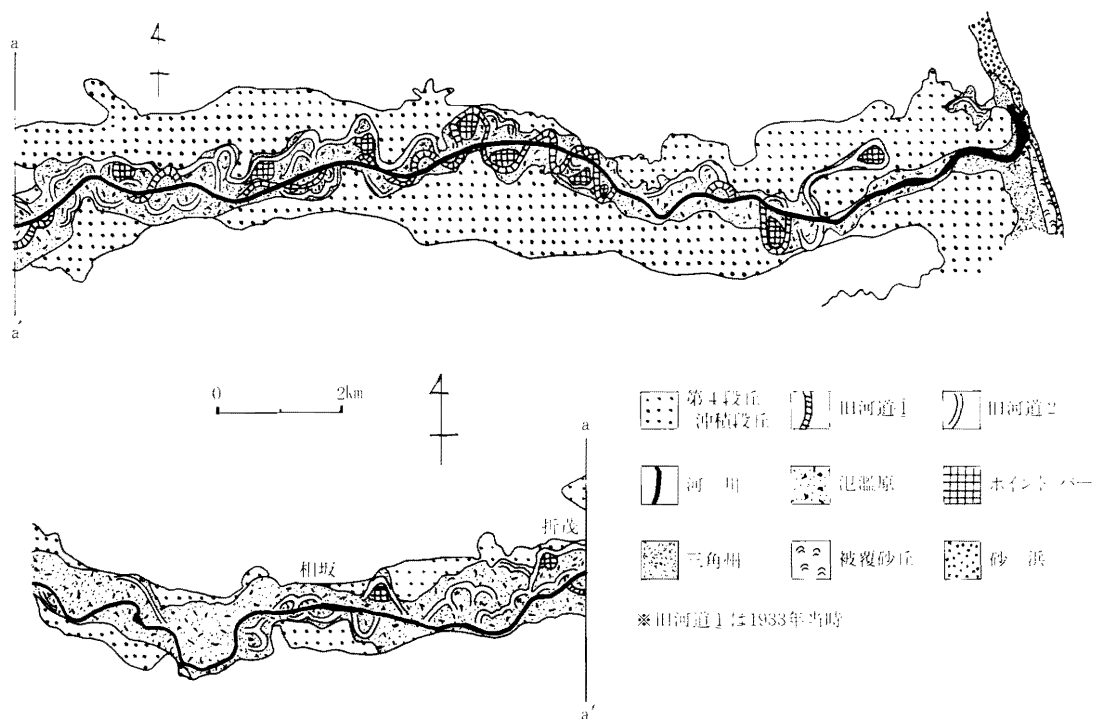 a
4
a'
0 2km
4
a
折茂
相坂
a'
第4段丘
沖積段丘
旧河道1
旧河道2
河川
氾濫原
ポイントバー
三角州
被覆砂丘
砂浜
※旧河道1は1933年当時